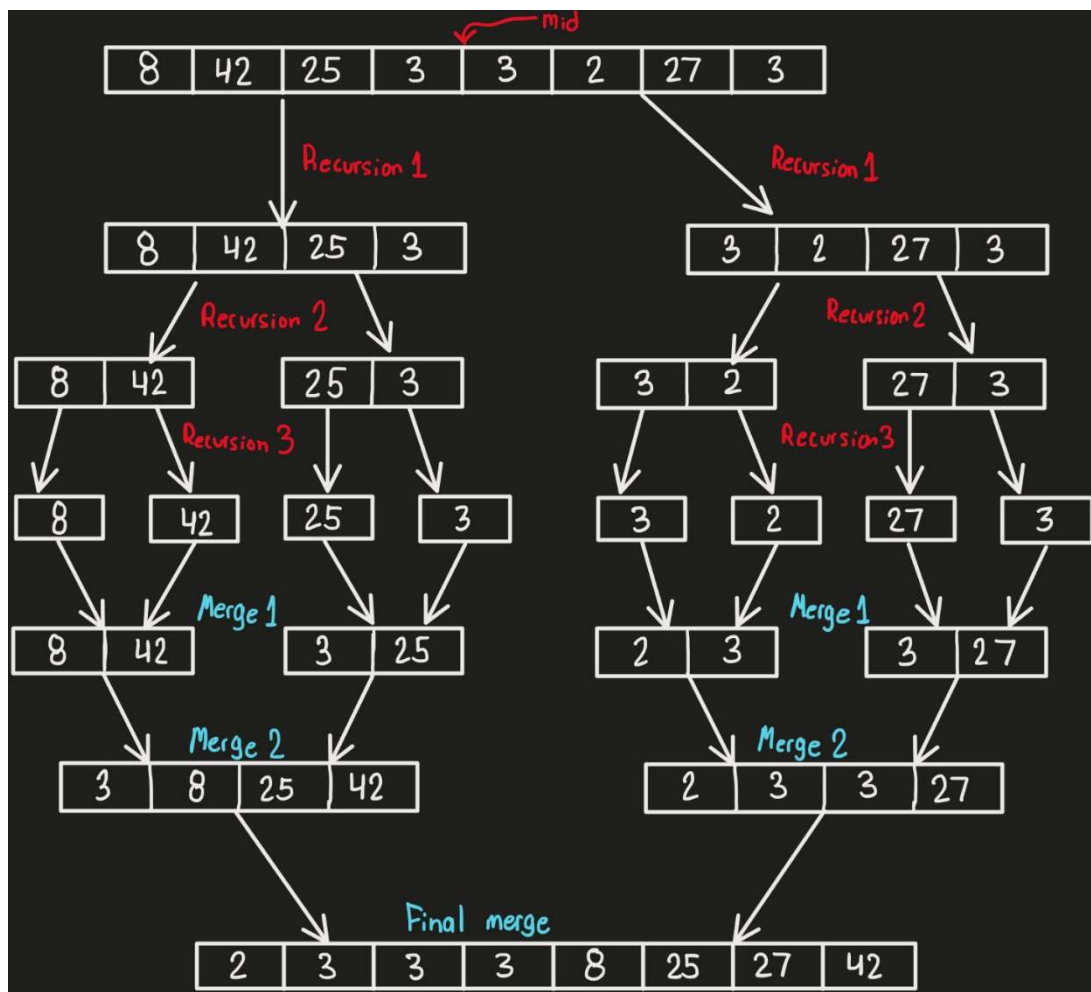 mid
8 42 25 3 3 2 27 3
Recursion 1 Recursion 1
8 42 25 3 3 2 27 3
Recursion 2 Recursion 2
8 42 25 3 3 2 27 3
Recursion 3 Recursion 3
8 42 25 3 3 2 27 3
Merge 1 Merge 1
8 42 3 25 2 3 3 27
Merge 2 Merge 2
3 8 25 42 2 3 3 27
Final merge
2 3 3 3 8 25 27 42